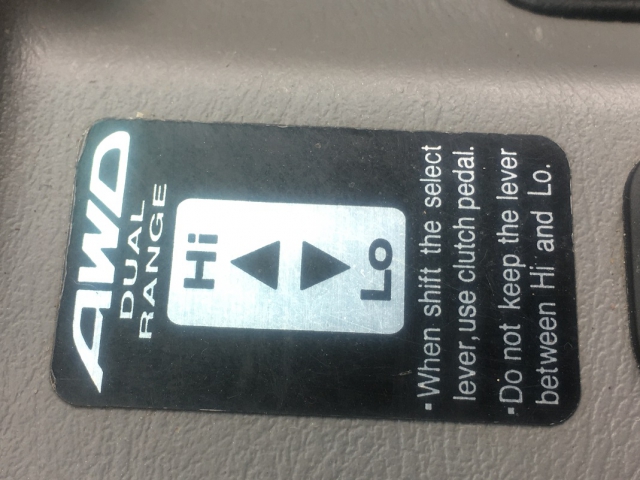 AWD
DUAL
RANGE
Hi
Lo
• When shift the select
lever, use clutch pedal.
• Do not keep the lever
between Hi and Lo.